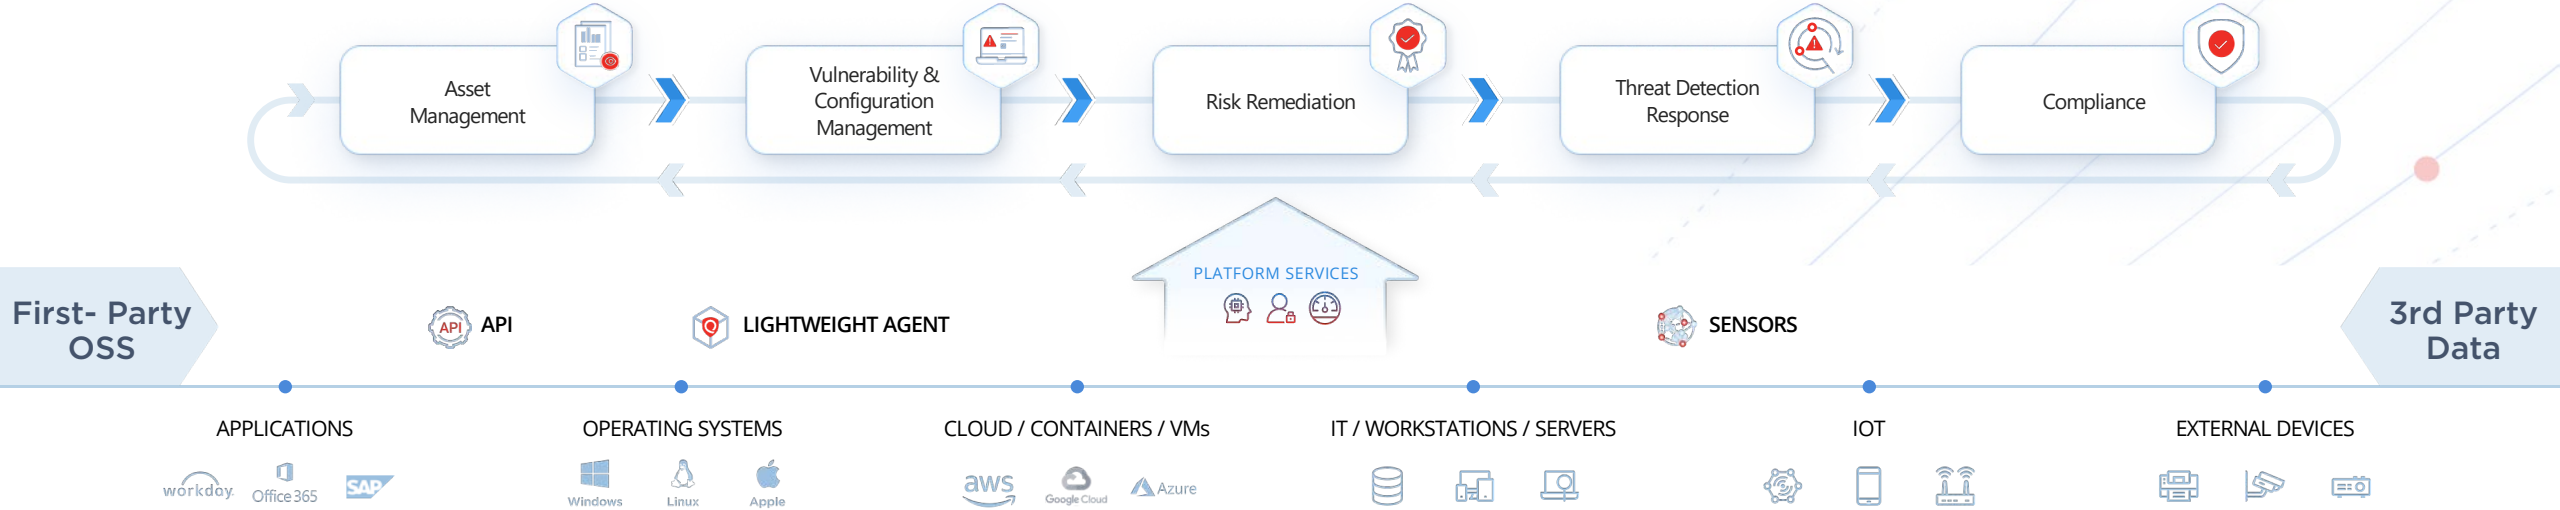 Asset
Management
Vulnerability &
Configuration
Management
Risk Remediation
Threat Detection
Response
Compliance
PLATFORM SERVICES
First- Party
OSS
API
API
LIGHTWEIGHT AGENT
SENSORS
3rd Party
Data
APPLICATIONS
OPERATING SYSTEMS
CLOUD / CONTAINERS / VMs
IT / WORKSTATIONS / SERVERS
IOT
EXTERNAL DEVICES
workday.
Office 365
SAP
Windows
Linux
Apple
aws
Google Cloud
Azure